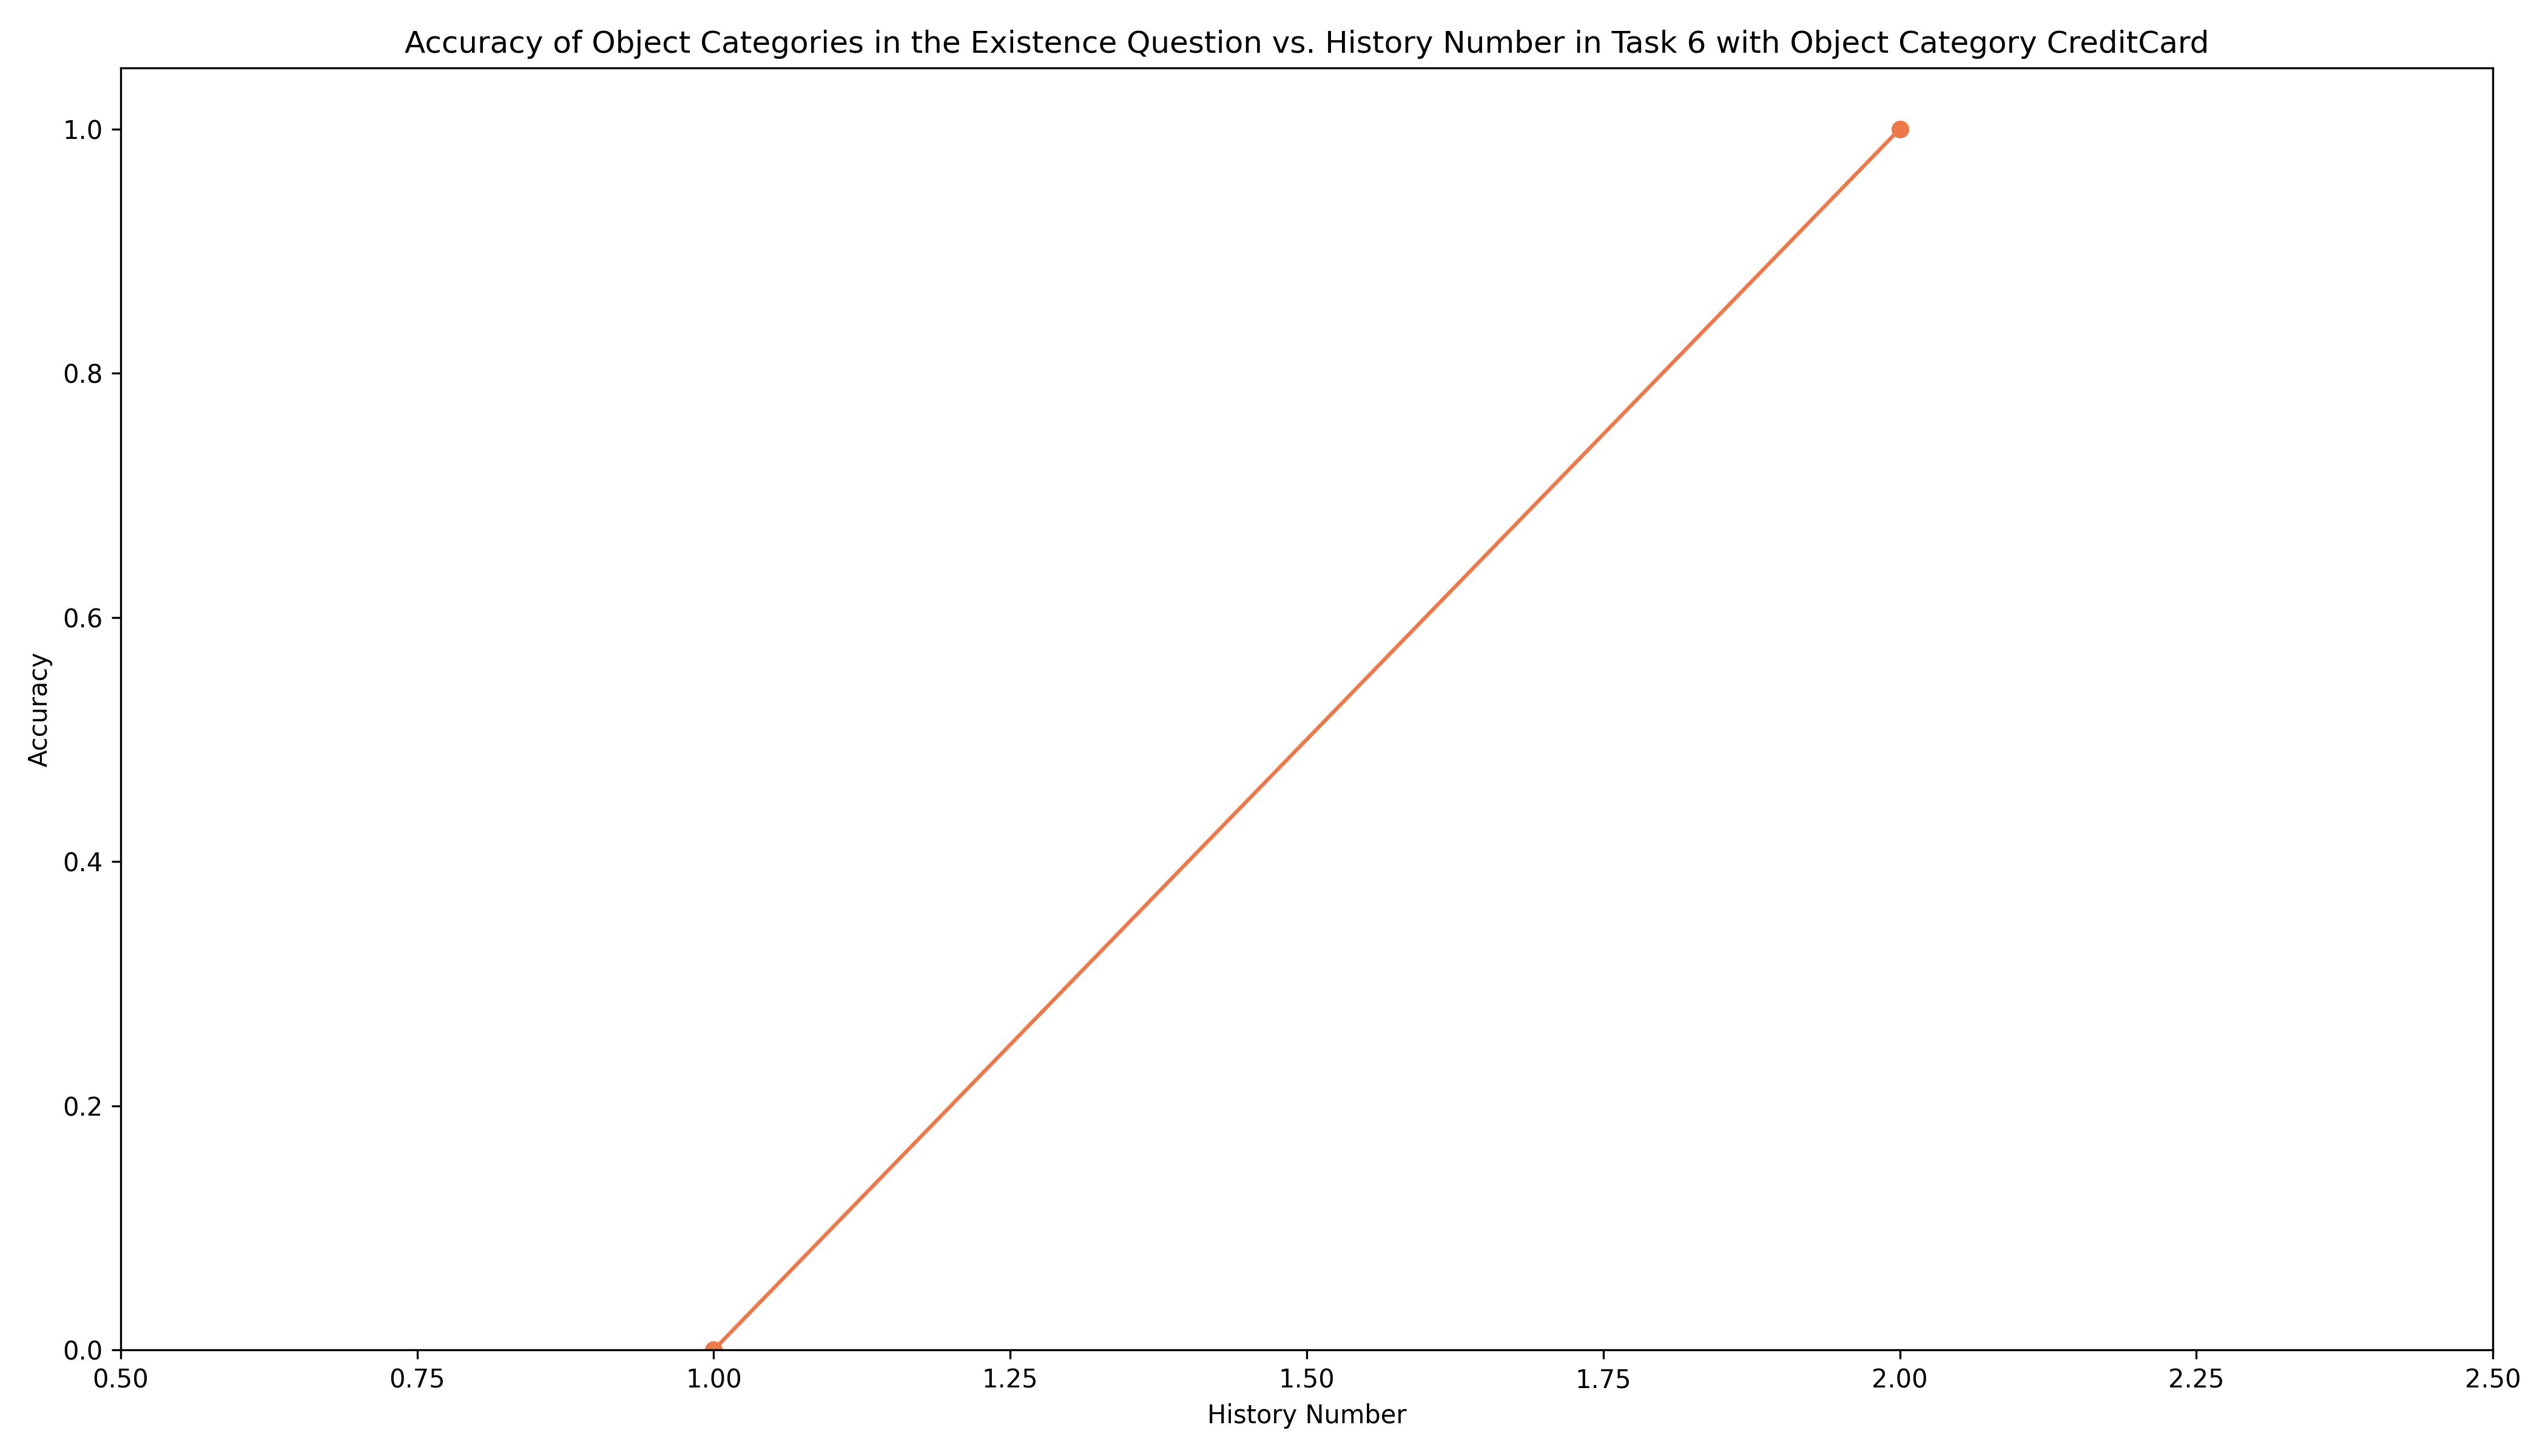 Accuracy of Object Categories in the Existence Question vs. History Number in Task 6 with Object Category CreditCard
1.0
0.8
0.6
0.4
0.2
0.0
Accuracy
0.50 0.75 1.00 1.25 1.50 1.75 2.00 2.25 2.50
History Number